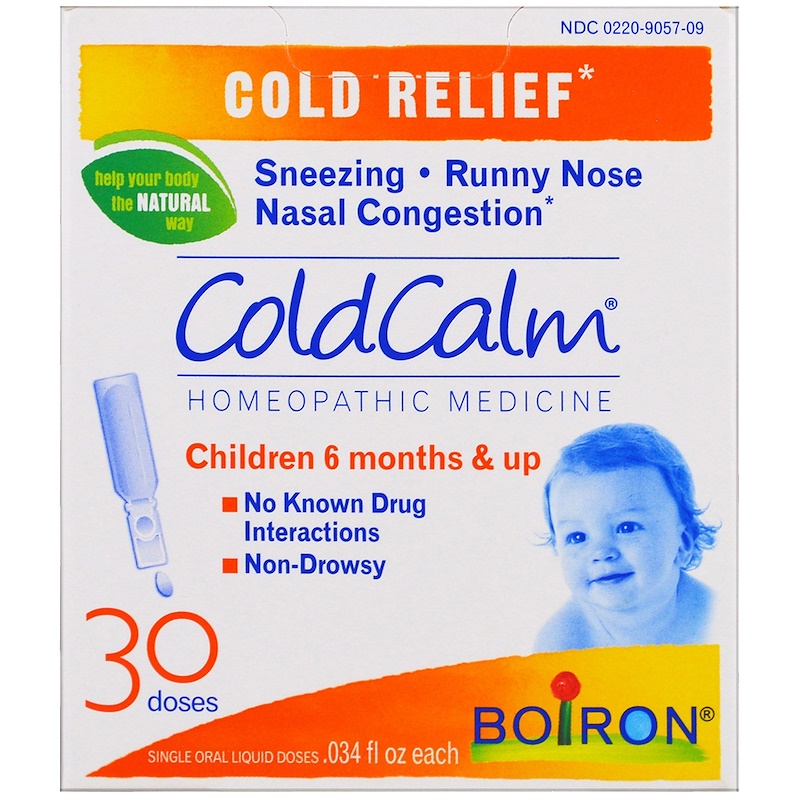 NDC 0220-9057-09
COLD RELIEF*
help your body
the NATURAL
way
Sneezing • Runny Nose
Nasal Congestion*
ColdCalm®
HOMEOPATHIC MEDICINE
Children 6 months & up
■ No Known Drug
Interactions
■ Non-Drowsy
30
doses
SINGLE ORAL LIQUID DOSES .034 fl oz each
BOIRON®